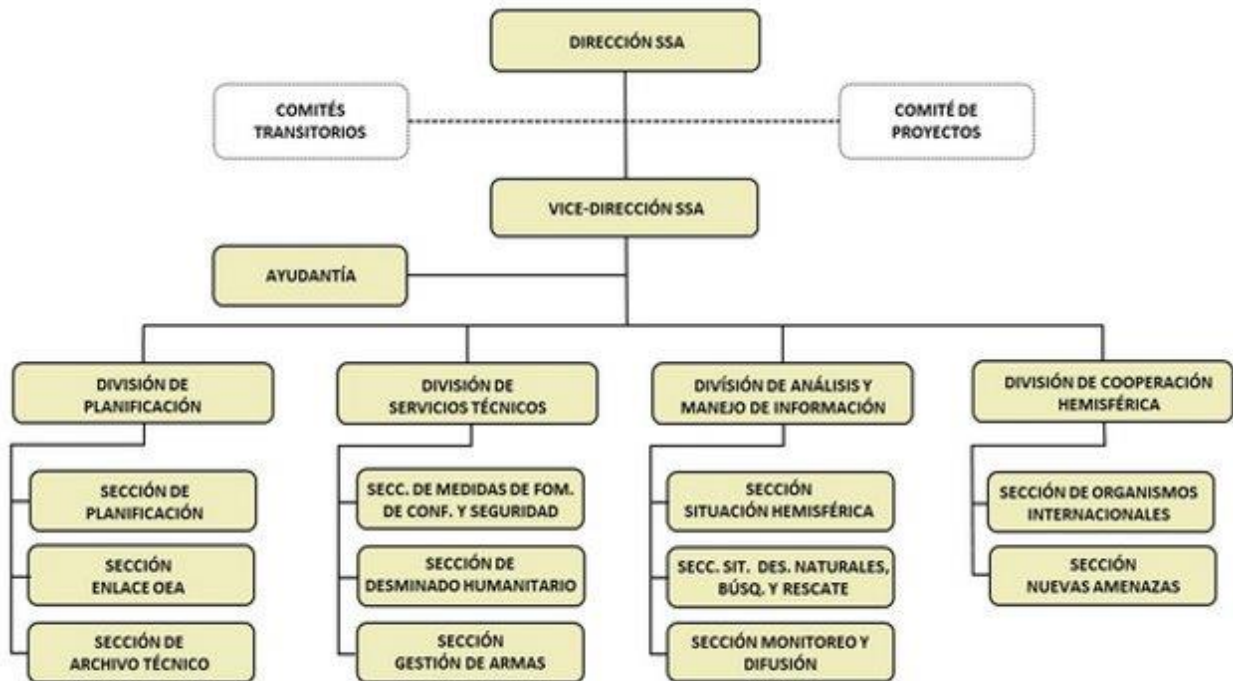 DIRECCIÓN SSA
COMITÉS
TRANSITORIOS
COMITÉ DE
PROYECTOS
VICE-DIRECCIÓN SSA
AYUDANTÍA
DIVISIÓN DE
PLANIFICACIÓN
SECCIÓN DE
PLANIFICACIÓN
SECCIÓN
ENLACE OEA
SECCIÓN DE
ARCHIVO TÉCNICO
DIVISIÓN DE
SERVICIOS TÉCNICOS
SECC. DE MEDIDAS DE FOM.
DE CONF. Y SEGURIDAD
SECCIÓN DE
DESMINADO HUMANITARIO
SECCIÓN
GESTIÓN DE ARMAS
DIVÍSIÓN DE ANÁLISIS Y
MANEJO DE INFORMACIÓN
SECCIÓN
SITUACIÓN HEMISFÉRICA
SECC. SIT. DES. NATURALES,
BÚSQ. Y RESCATE
SECCIÓN MONITOREO Y
DIFUSIÓN
DIVISIÓN DE COOPERACIÓN
HEMISFÉRICA
SECCIÓN DE ORGANISMOS
INTERNACIONALES
SECCIÓN
NUEVAS AMENAZAS